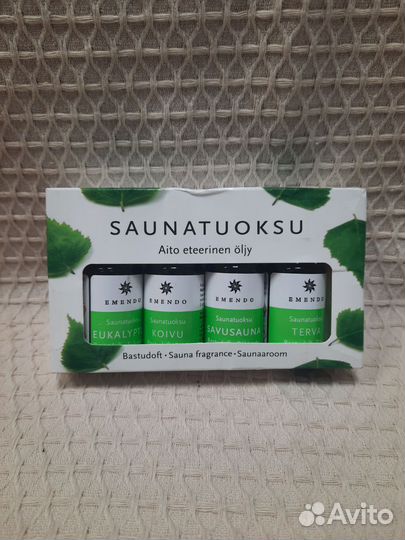 SAUNATUOKSU
Aito eteerinen öljy
EMENDO
Saunatuoksu
EUKALYPT
EMENDO
Saunatuoksu
KOIVU
EMENDO
Saunatuoksu
SAVUSAUNA
EMENDO
Saunatuoksu
TERVA
Bastudoft • Sauna fragrance • Saunaaroom
Avito